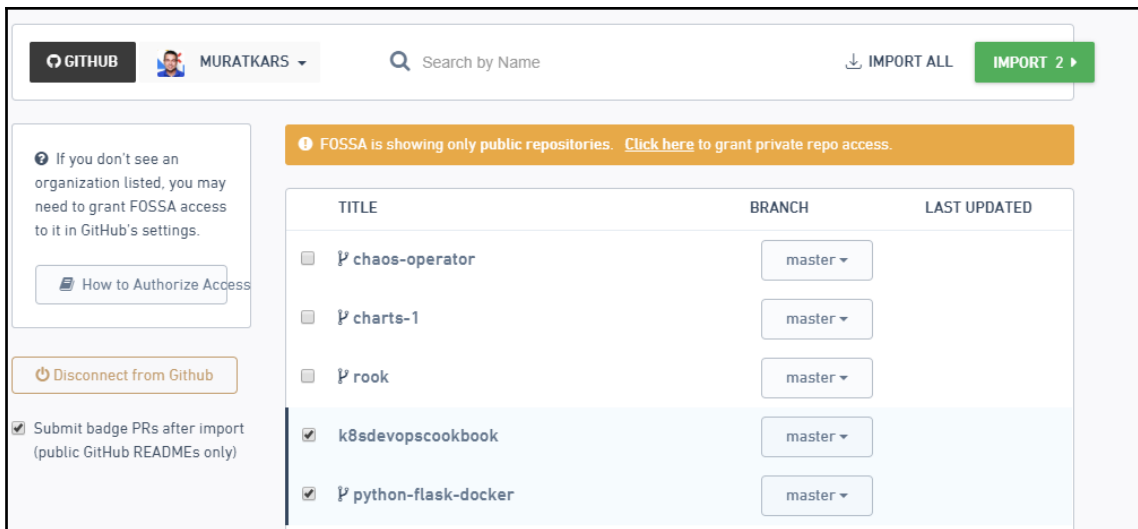 GITHUB
MURATKARS
Search by Name
IMPORT ALL
IMPORT 2
If you don't see an
organization listed, you may
need to grant FOSSA access
to it in GitHub's settings.
How to Authorize Access
Disconnect from Github
Submit badge PRs after import
(public GitHub READMEs only)
FOSSA is showing only public repositories. Click here to grant private repo access.
TITLE BRANCH LAST UPDATED
chaos-operator master
charts-1 master
rook master
k8sdevopscookbook master
python-flask-docker master